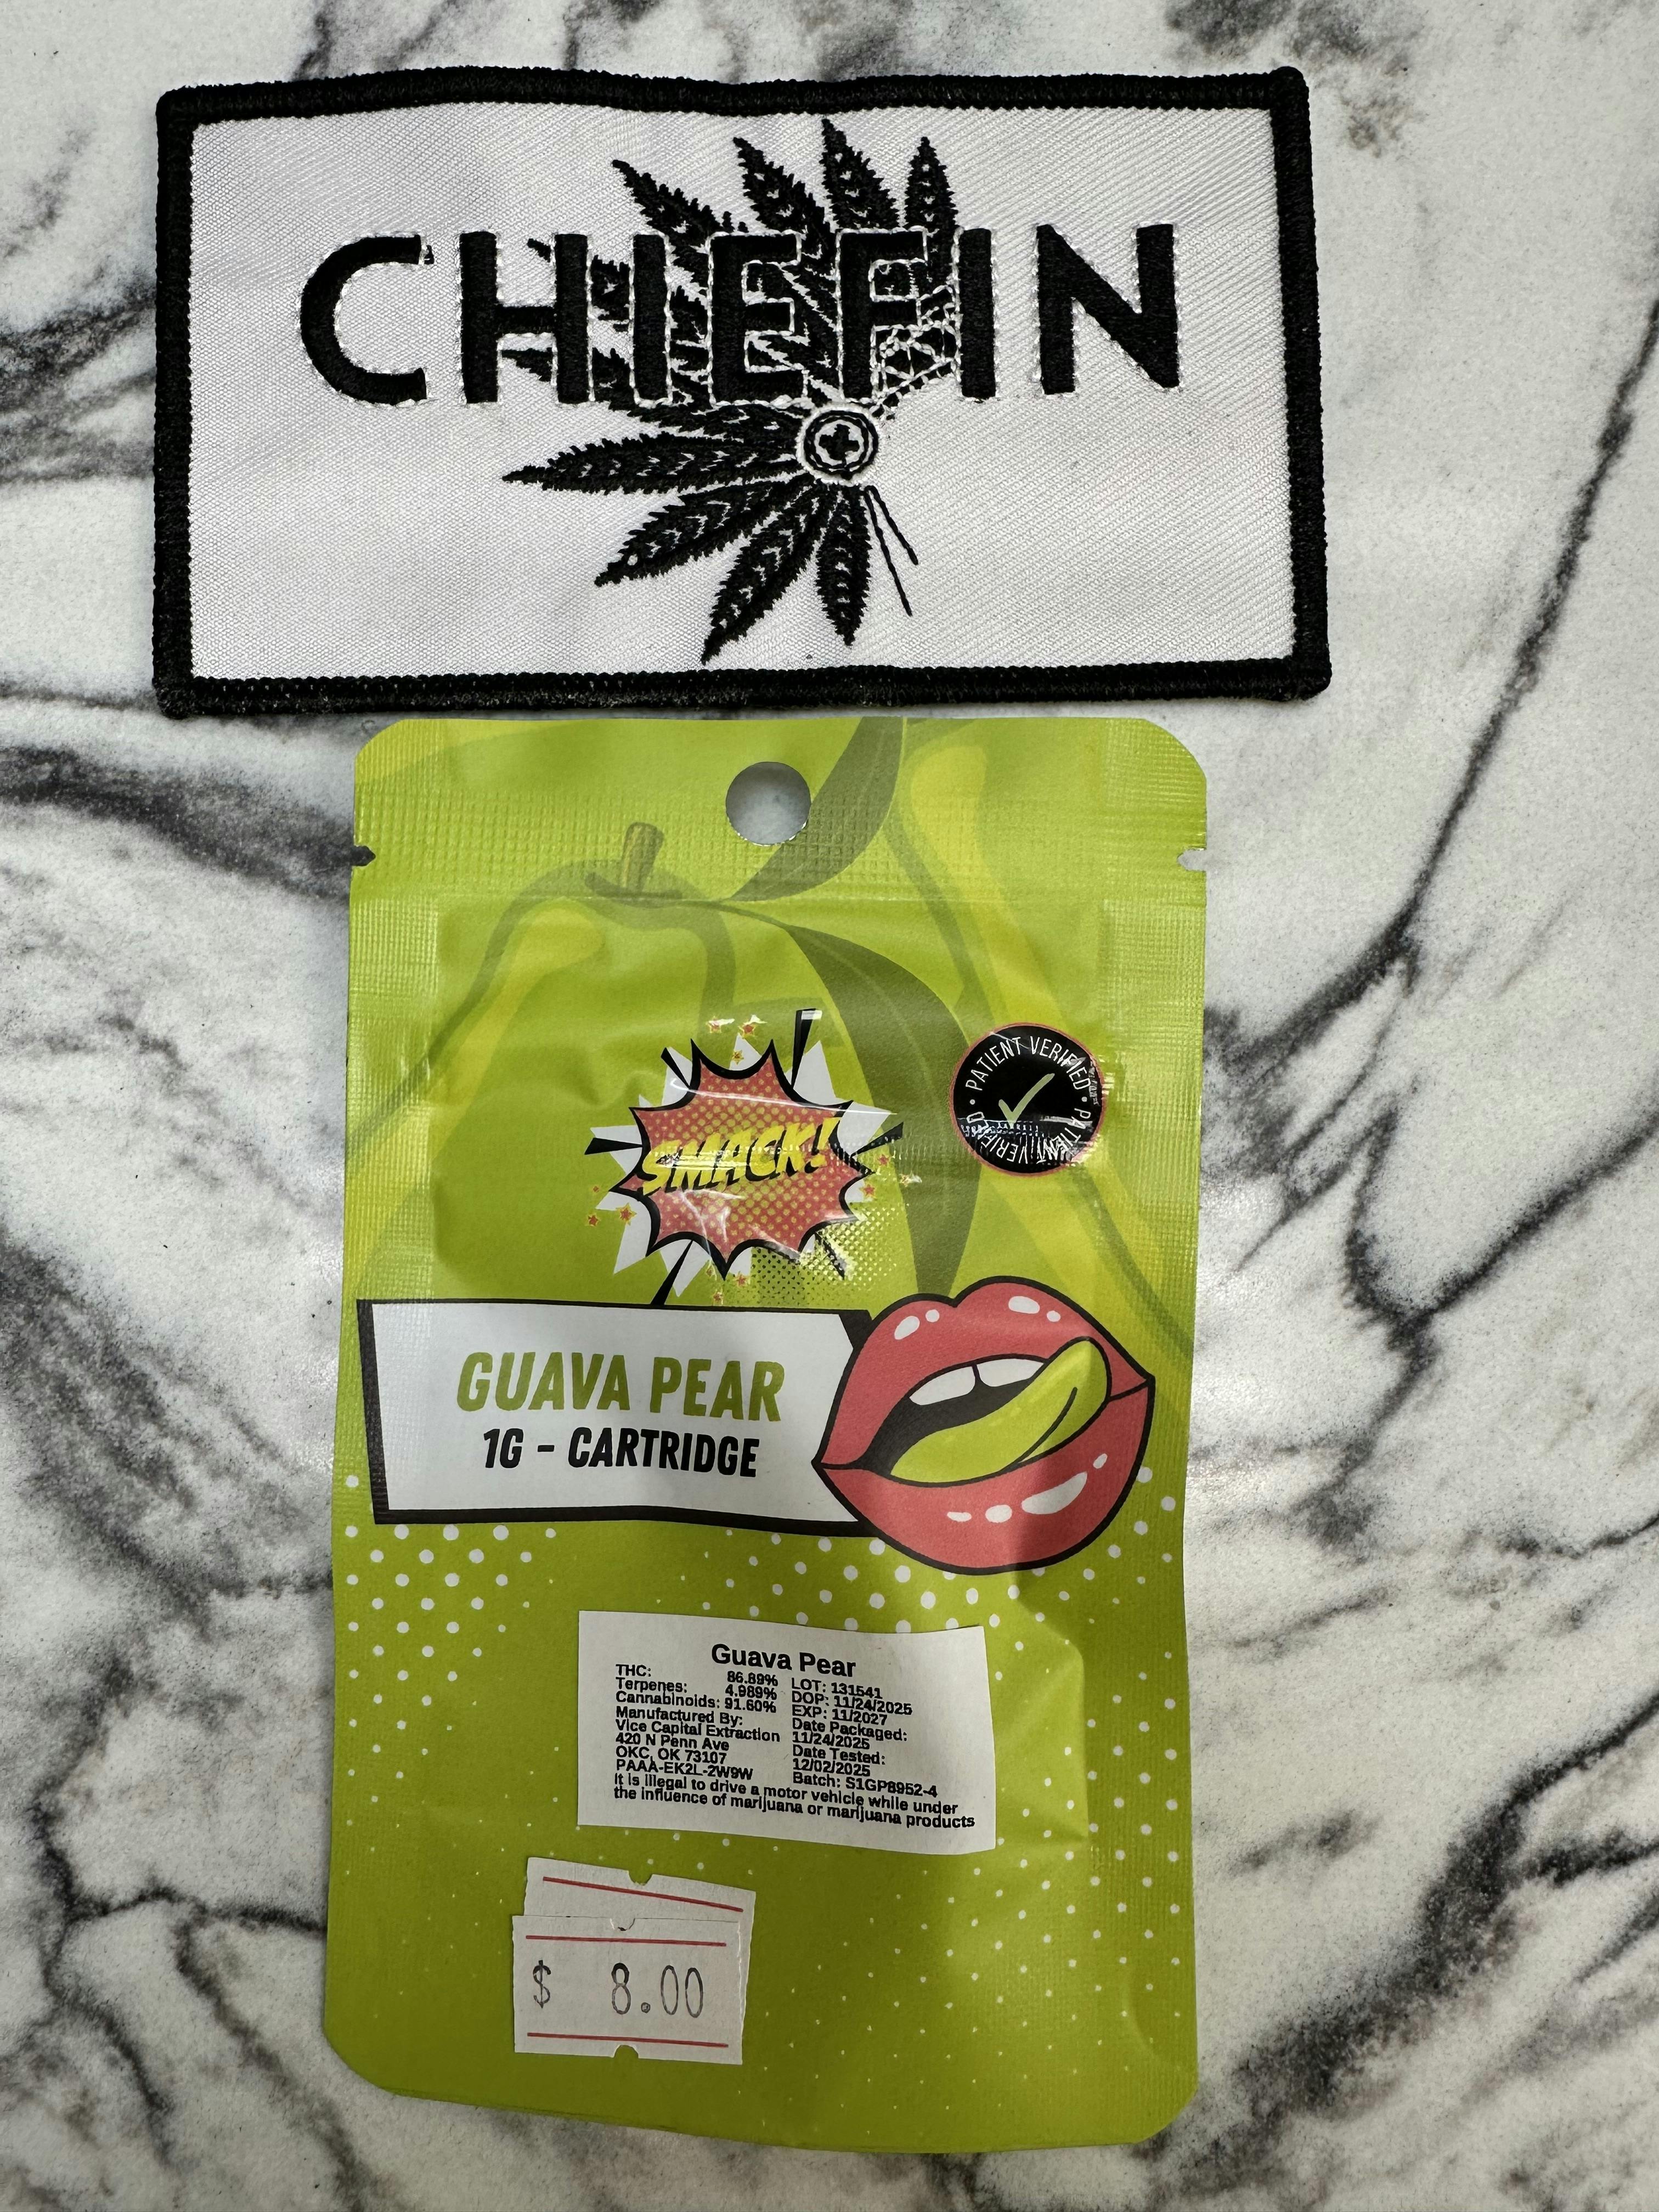 CHIEFIN
SMACK!
PATIENT VERIFIED • PATIENT VERIFIED •
GUAVA PEAR
1G - CARTRIDGE
Guava Pear
THC: 86.89%
Terpenes: 4.989%
Cannabinoids: 91.60%
Manufactured By:
Vice Capital Extraction
420 N Penn Ave
OKC, OK 73107
PAAA-EK2L-2W9W
LOT: 131541
DOP: 11/24/2025
EXP: 11/2027
Date Packaged:
11/24/2025
Date Tested:
12/02/2025
Batch: S1GP8952-4
It is illegal to drive a motor vehicle while under
the influence of marijuana or marijuana products
$ 8.00